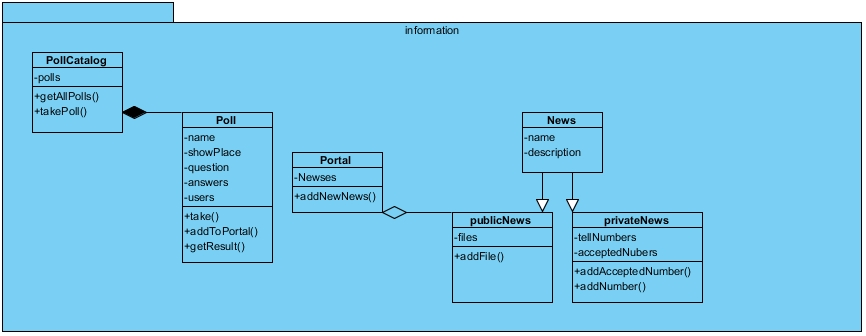 information
PollCatalog
-polls
+getAllPolls()
+takePoll()
Poll
-name
-showPlace
-question
-answers
-users
+take()
+addToPortal()
+getResult()
Portal
-Newses
+addNewNews()
News
-name
-description
publicNews
-files
+addFile()
privateNews
-tellNumbers
-acceptedNubers
+addAcceptedNumber()
+addNumber()